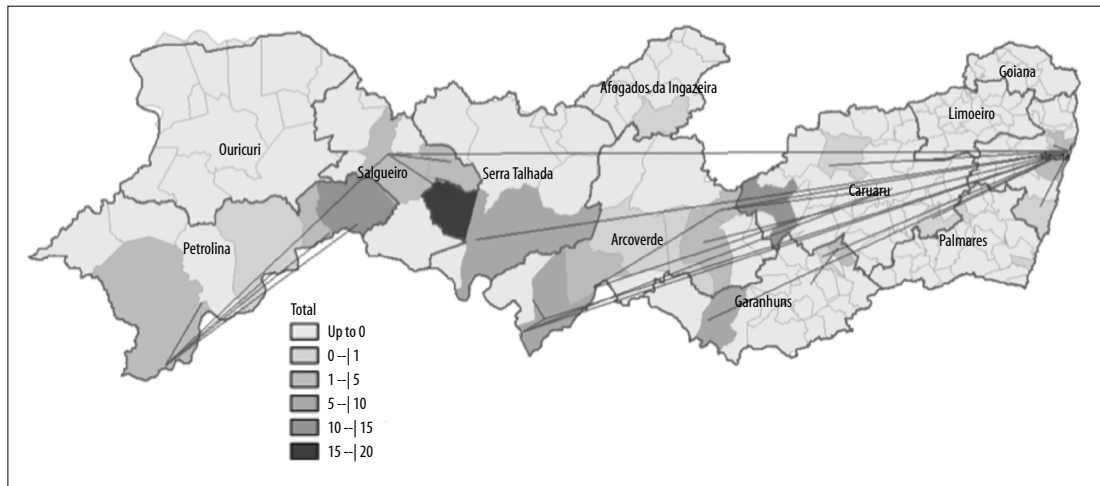 Goiana
Afogados da Ingazeira
Limoeiro
Ouricuri
Salgueiro
Serra Talhada
Caruaru
Petrolina
Arcoverde
Palmares
Garanhuns
Total
Up to 0
0 --| 1
1 --| 5
5 --| 10
10 --| 15
15 --| 20